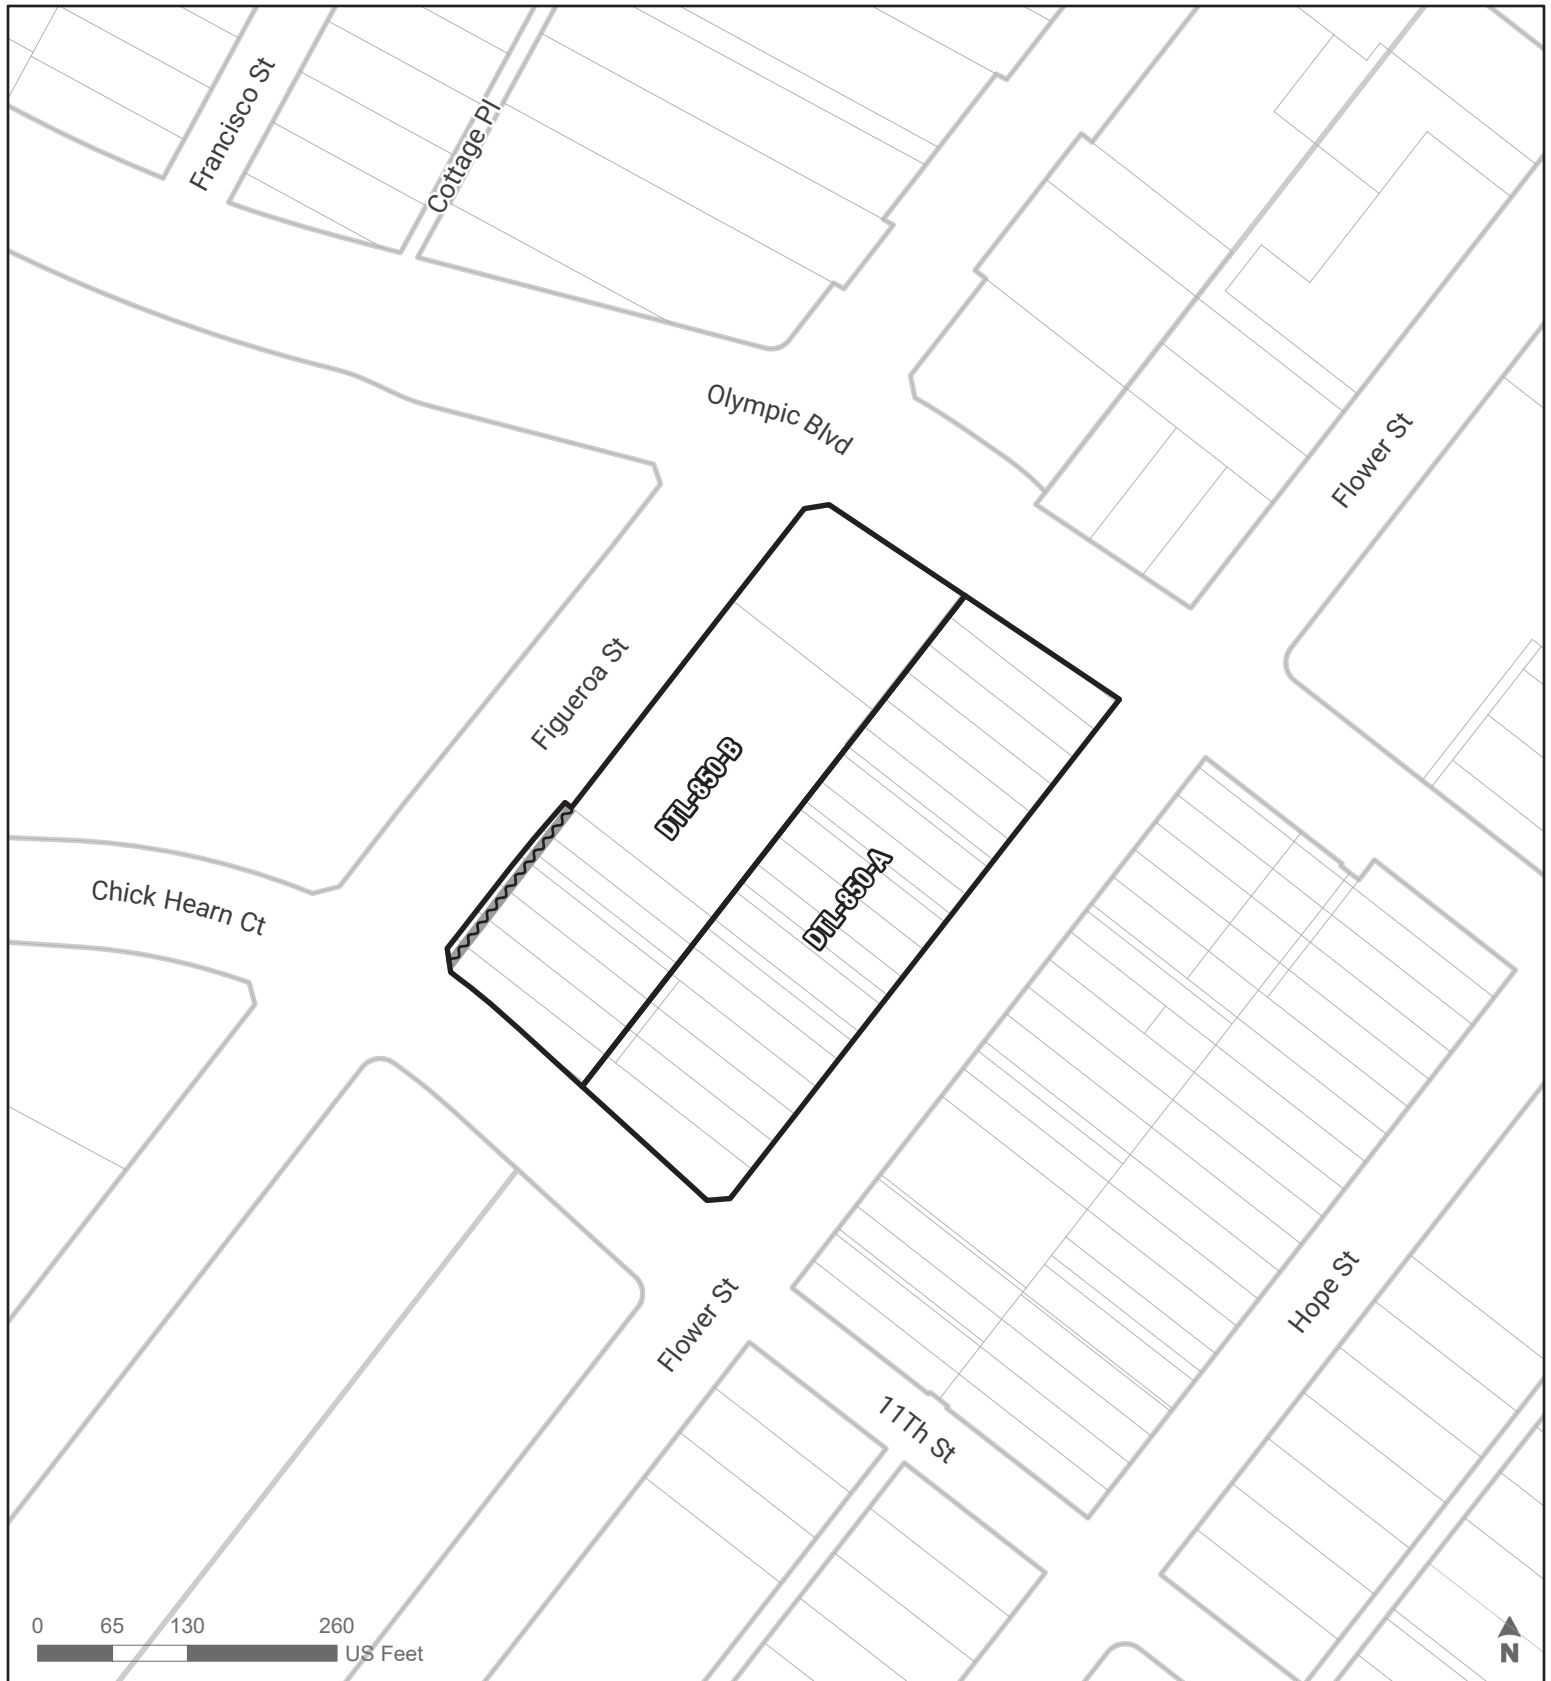 Francisco St
Cottage Pl
Olympic Blvd
Flower St
Figueroa St
DTL-850-B
DTL-850-A
Chick Hearn Ct
Flower St
Hope St
11Th St
0 65 130 260
US Feet
N